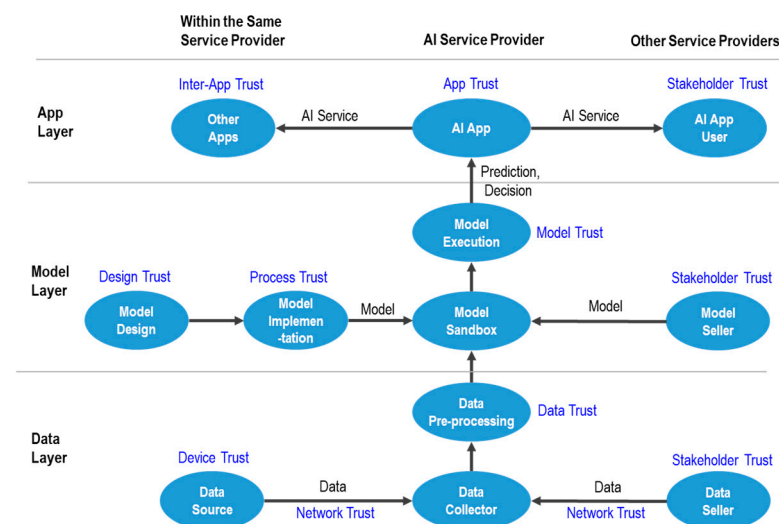 Within the Same
Service Provider
AI Service Provider
Other Service Providers
App
Layer
Inter-App Trust
App Trust
Stakeholder Trust
Other
Apps
AI Service
AI App
AI Service
AI App
User
Prediction,
Decision
Model
Execution
Model Trust
Model
Layer
Design Trust
Process Trust
Stakeholder Trust
Model
Design
Model
Implemen
-tation
Model
Model
Sandbox
Model
Model
Seller
Data
Pre-processing
Data Trust
Data
Layer
Device Trust
Stakeholder Trust
Data
Source
Data
Network Trust
Data
Collector
Data
Network Trust
Data
Seller